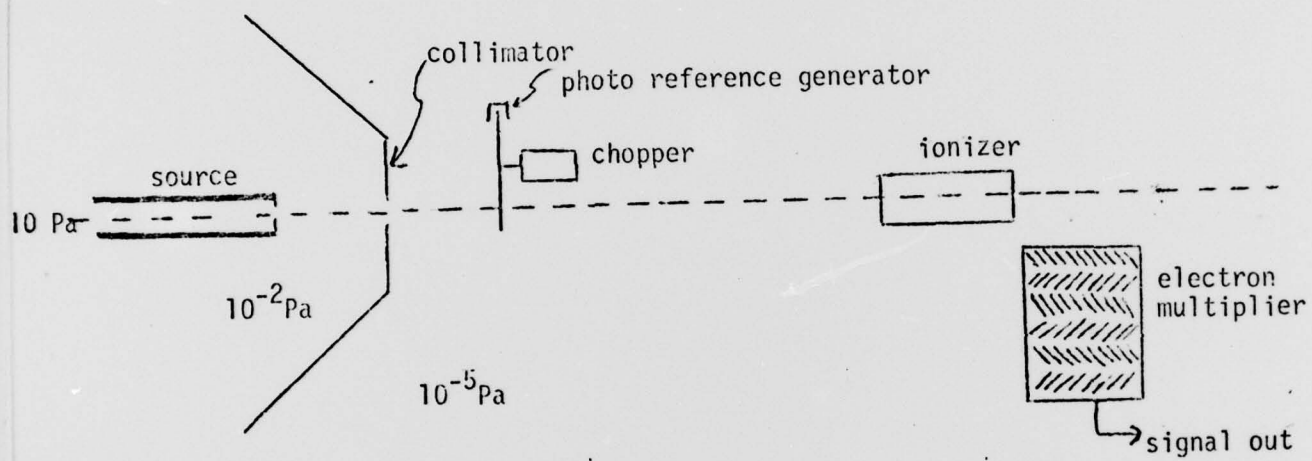 collimator
photo reference generator
chopper
ionizer
source
10 Pa
10⁻²Pa
10⁻⁵Pa
electron
multiplier
signal out